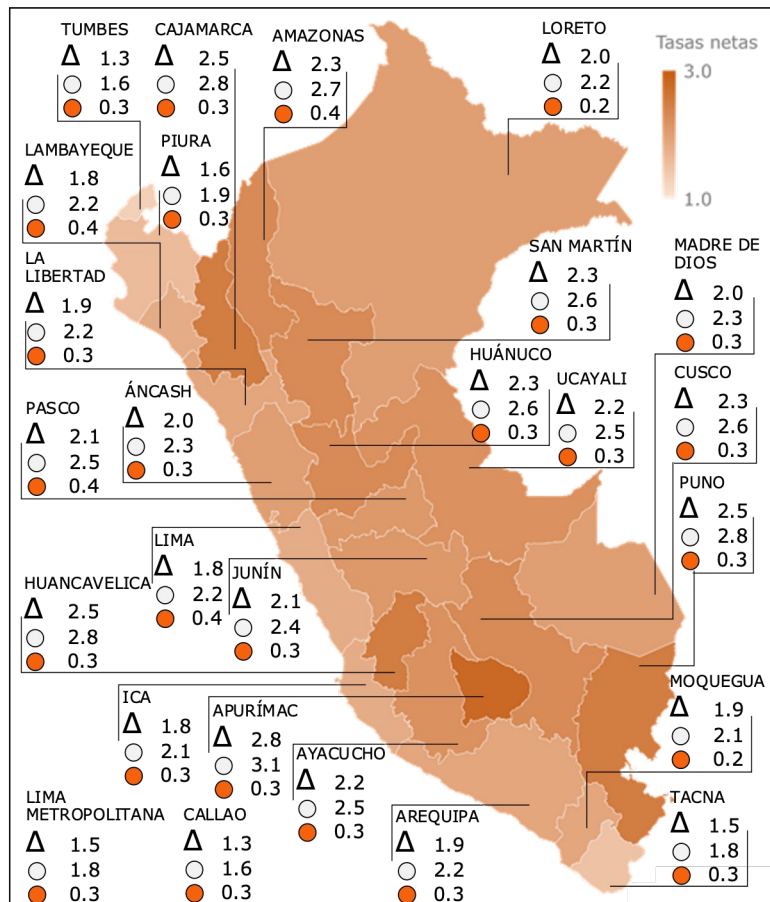 TUMBES
Δ 1.3
1.6
0.3
CAJAMARCA
Δ 2.5
2.8
0.3
AMAZONAS
Δ 2.3
2.7
0.4
LORETO
Δ 2.0
2.2
0.2
Tasas netas
3.0
1.0
LAMBAYEQUE
Δ 1.8
2.2
0.4
PIURA
Δ 1.6
1.9
0.3
LA
LIBERTAD
Δ 1.9
2.2
0.3
SAN MARTÍN
Δ 2.3
2.6
0.3
MADRE DE
DIOS
Δ 2.0
2.3
0.3
HUÁNUCO
Δ 2.3
2.6
0.3
UCAYALI
Δ 2.2
2.5
0.3
CUSCO
Δ 2.3
2.6
0.3
PASCO
Δ 2.1
2.5
0.4
ÁNCASH
Δ 2.0
2.3
0.3
PUNO
Δ 2.5
2.8
0.3
LIMA
Δ 1.8
2.2
0.4
JUNÍN
Δ 2.1
2.4
0.3
HUANCAVELICA
Δ 2.5
2.8
0.3
ICA
Δ 1.8
2.1
0.3
APURÍMAC
Δ 2.8
3.1
0.3
AYACUCHO
Δ 2.2
2.5
0.3
MOQUEGUA
Δ 1.9
2.1
0.2
LIMA
METROPOLITANA
Δ 1.5
1.8
0.3
CALLAO
Δ 1.3
1.6
0.3
AREQUIPA
Δ 1.9
2.2
0.3
TACNA
Δ 1.5
1.8
0.3